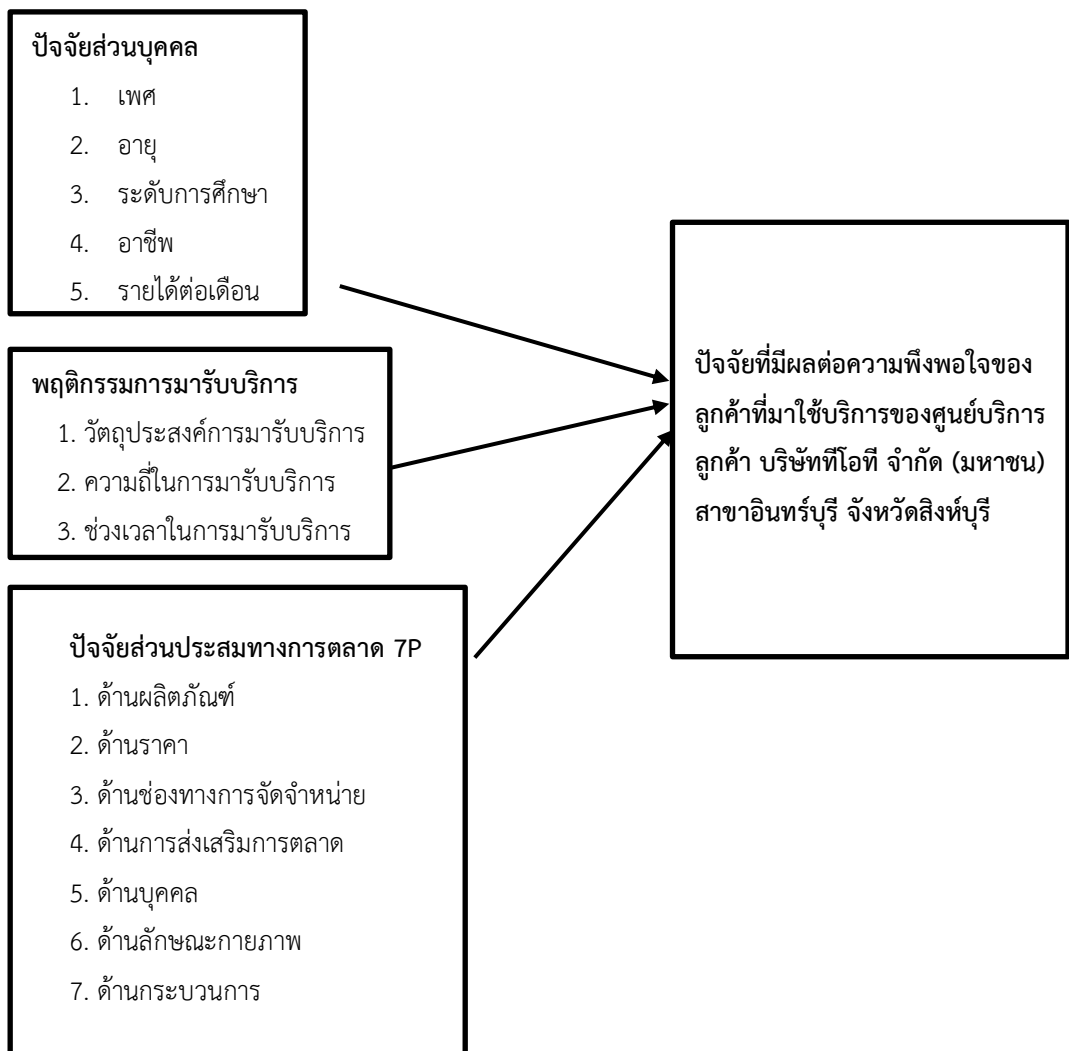 ปัจจัยส่วนบุคคล
1. เพศ
2. อายุ
3. ระดับการศึกษา
4. อาชีพ
5. รายได้ต่อเดือน
พฤติกรรมการมารับบริการ
1. วัตถุประสงค์การมารับบริการ
2. ความถี่ในการมารับบริการ
3. ช่วงเวลาในการมารับบริการ
ปัจจัยส่วนประสมทางการตลาด 7P
1. ด้านผลิตภัณฑ์
2. ด้านราคา
3. ด้านช่องทางการจัดจำหน่าย
4. ด้านการส่งเสริมการตลาด
5. ด้านบุคคล
6. ด้านลักษณะกายภาพ
7. ด้านกระบวนการ
ปัจจัยที่มีผลต่อความพึงพอใจของ
ลูกค้าที่มาใช้บริการของศูนย์บริการ
ลูกค้า บริษัททีโอที จำกัด (มหาชน)
สาขาอินทร์บุรี จังหวัดสิงห์บุรี